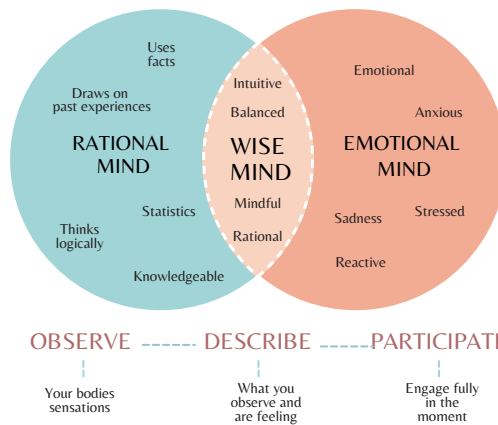 Uses
facts
Draws on
past experiences
RATIONAL
MIND
Statistics
Thinks
logically
Knowledgeable
Intuitive
Balanced
WISE
MIND
Mindful
Rational
Emotional
Anxious
EMOTIONAL
MIND
Stressed
Sadness
Reactive
OBSERVE
DESCRIBE
PARTICIPAT
Your bodies
sensations
What you
observe and
are feeling
Engage fully
in the
moment